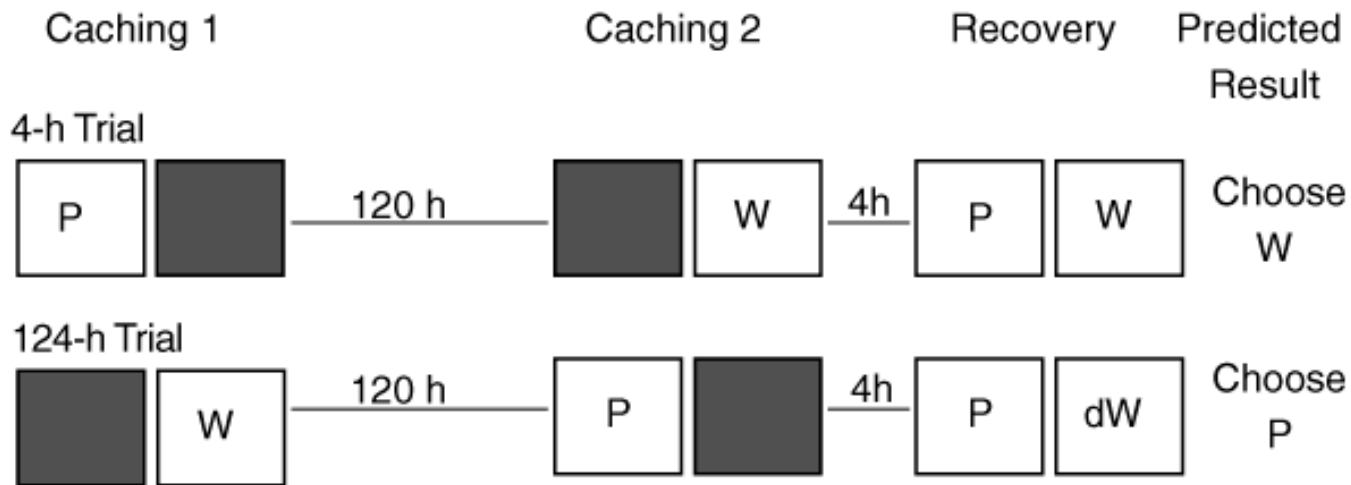 Caching 1 Caching 2 Recovery Predicted
Result
4-h Trial
P 120 h W 4h P W Choose
W
124-h Trial
W 120 h P 4h P dW Choose
P